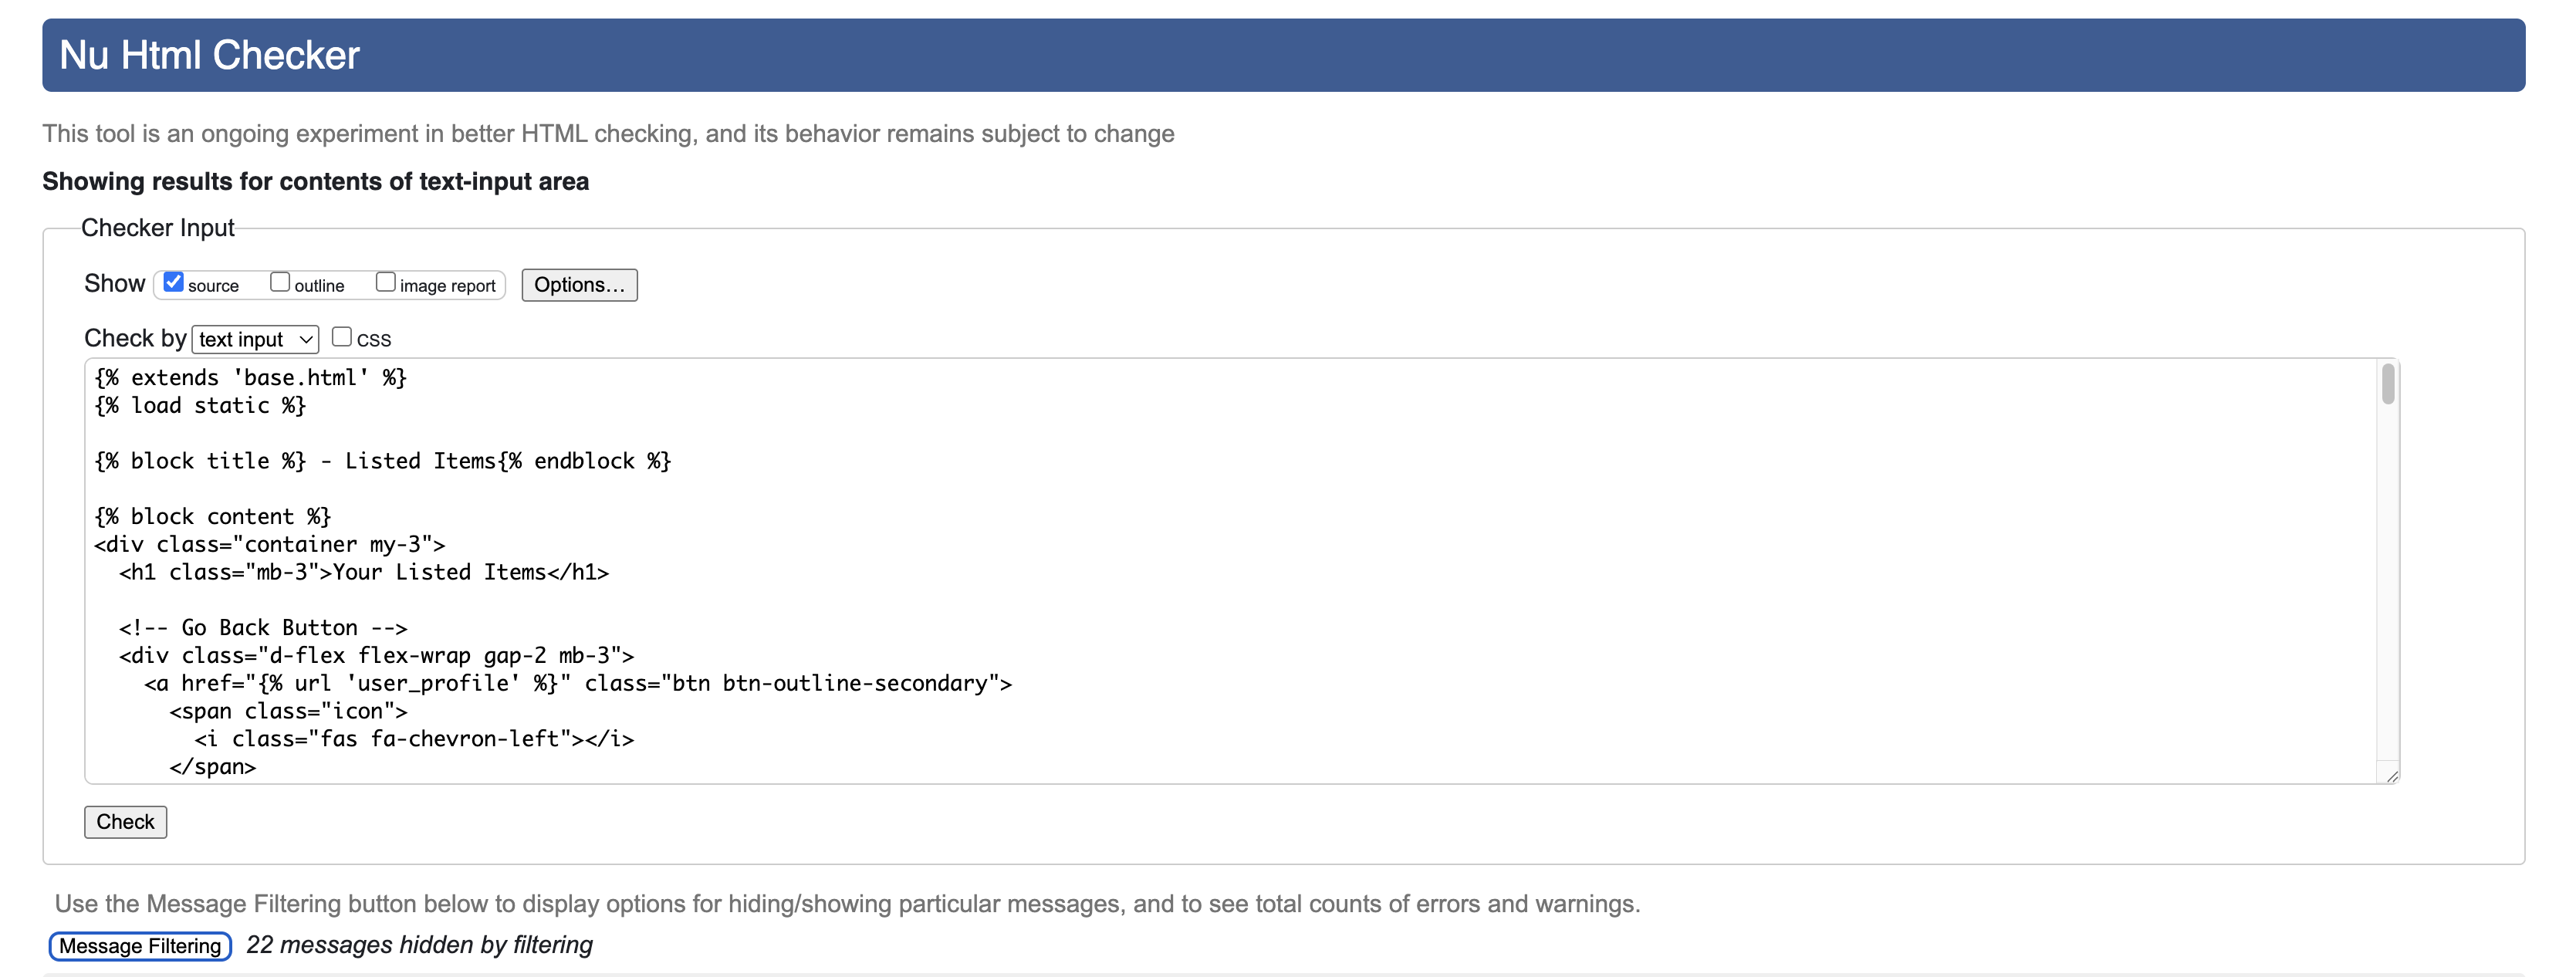 Nu Html Checker
This tool is an ongoing experiment in better HTML checking, and its behavior remains subject to change
Showing results for contents of text-input area
Checker Input
Show source outline image report Options...
Check by text input CSS
{% extends 'base.html' %}
{% load static %}
{% block title %} - Listed Items{% endblock %}
{% block content %}
<div class="container my-3">
  <h1 class="mb-3">Your Listed Items</h1>
  <!-- Go Back Button -->
  <div class="d-flex flex-wrap gap-2 mb-3">
    <a href="{% url 'user_profile' %}" class="btn btn-outline-secondary">
      <span class="icon">
        <i class="fas fa-chevron-left"></i>
      </span>
Check
Use the Message Filtering button below to display options for hiding/showing particular messages, and to see total counts of errors and warnings.
Message Filtering 22 messages hidden by filtering